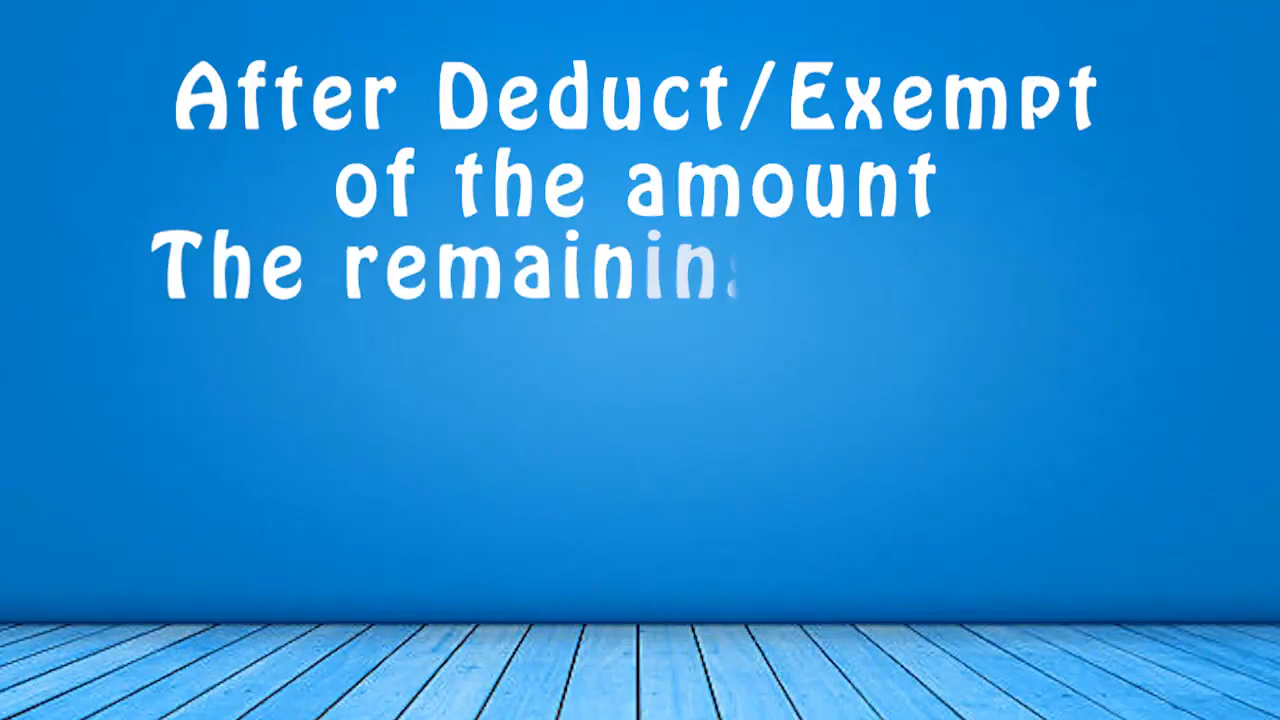 After Deduct/Exempt
of the amount
The remainin